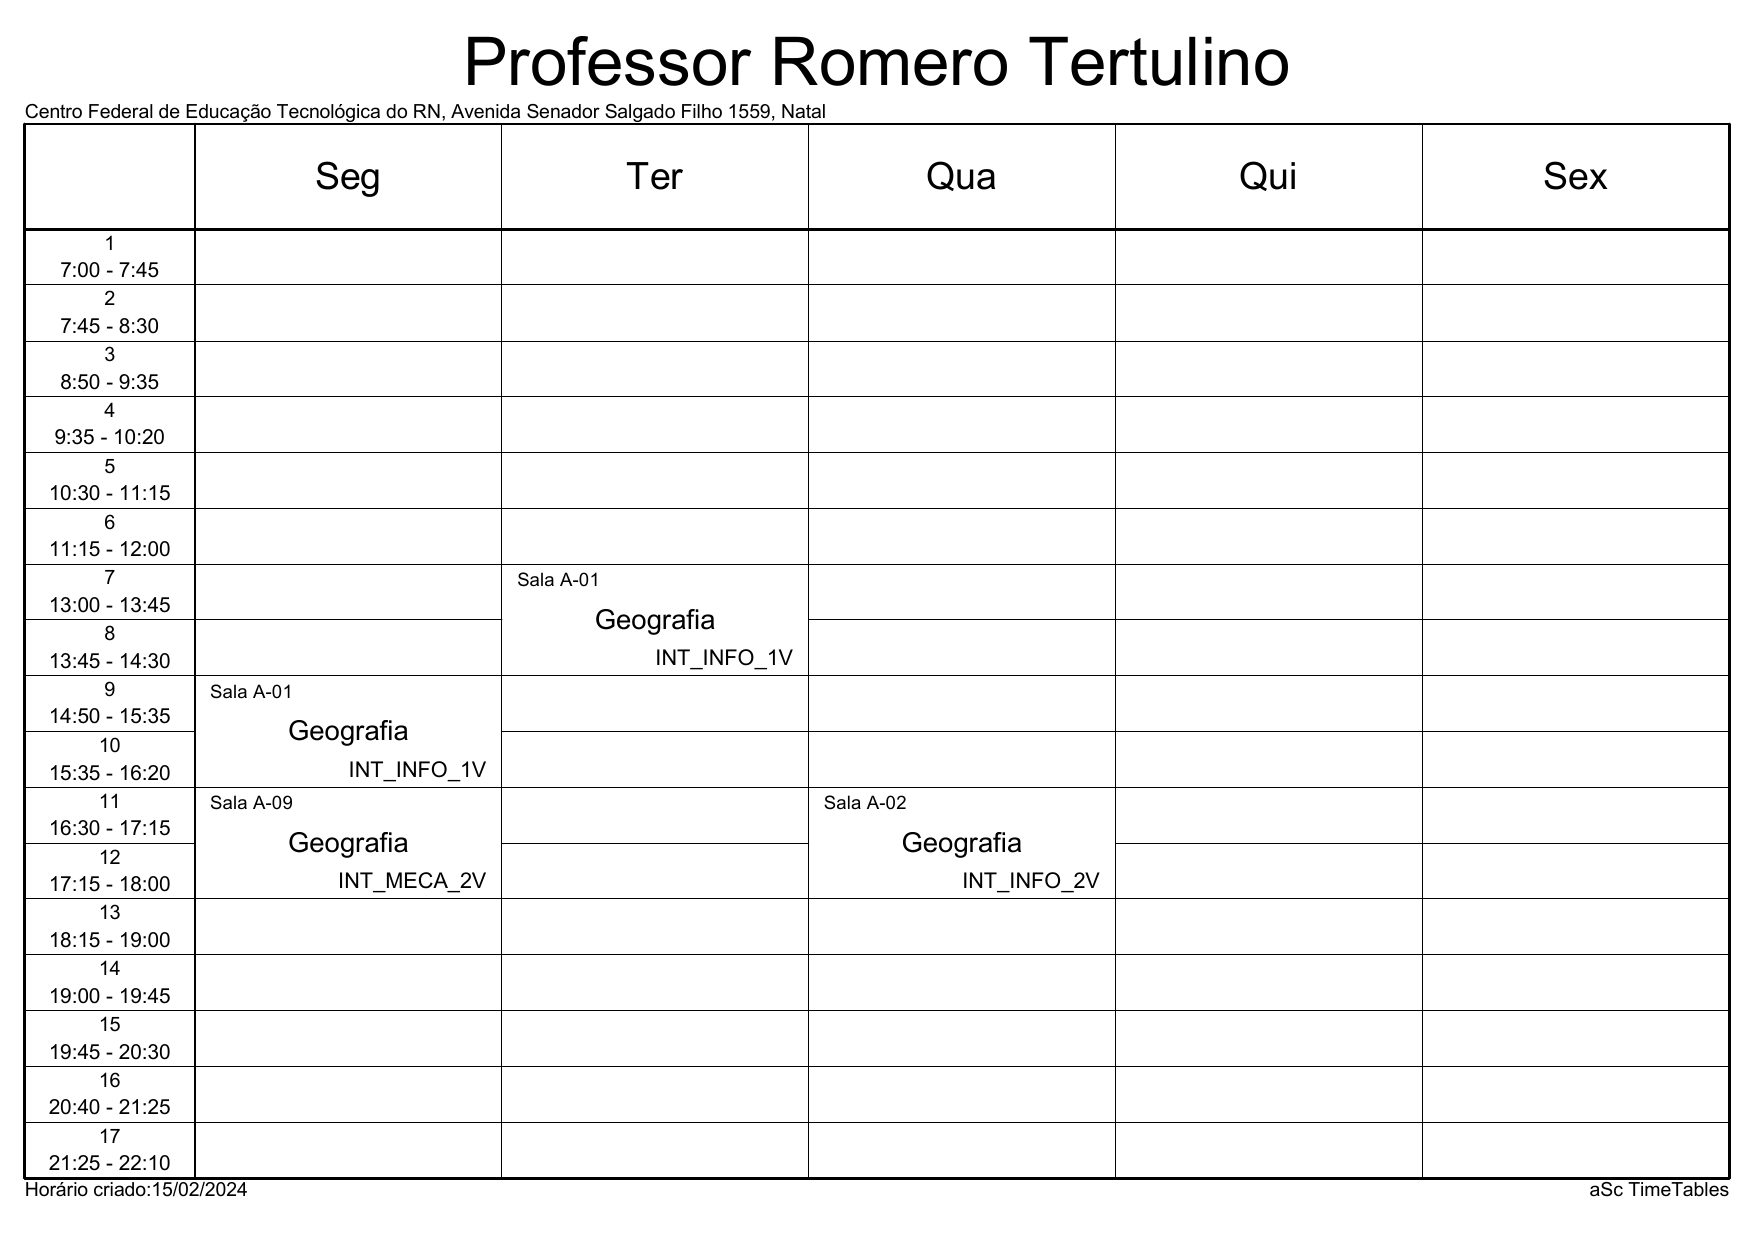 Professor Romero Tertulino
Centro Federal de Educação Tecnológica do RN, Avenida Senador Salgado Filho 1559, Natal
Seg Ter Qua Qui Sex
1
7:00 - 7:45
2
7:45 - 8:30
3
8:50 - 9:35
4
9:35 - 10:20
5
10:30 - 11:15
6
11:15 - 12:00
7
13:00 - 13:45
8
13:45 - 14:30
Sala A-01
Geografia
INT_INFO_1V
9
14:50 - 15:35
10
15:35 - 16:20
Sala A-01
Geografia
INT_INFO_1V
11
16:30 - 17:15
12
17:15 - 18:00
Sala A-09
Geografia
INT_MECA_2V
Sala A-02
Geografia
INT_INFO_2V
13
18:15 - 19:00
14
19:00 - 19:45
15
19:45 - 20:30
16
20:40 - 21:25
17
21:25 - 22:10
Horário criado:15/02/2024
aSc TimeTables